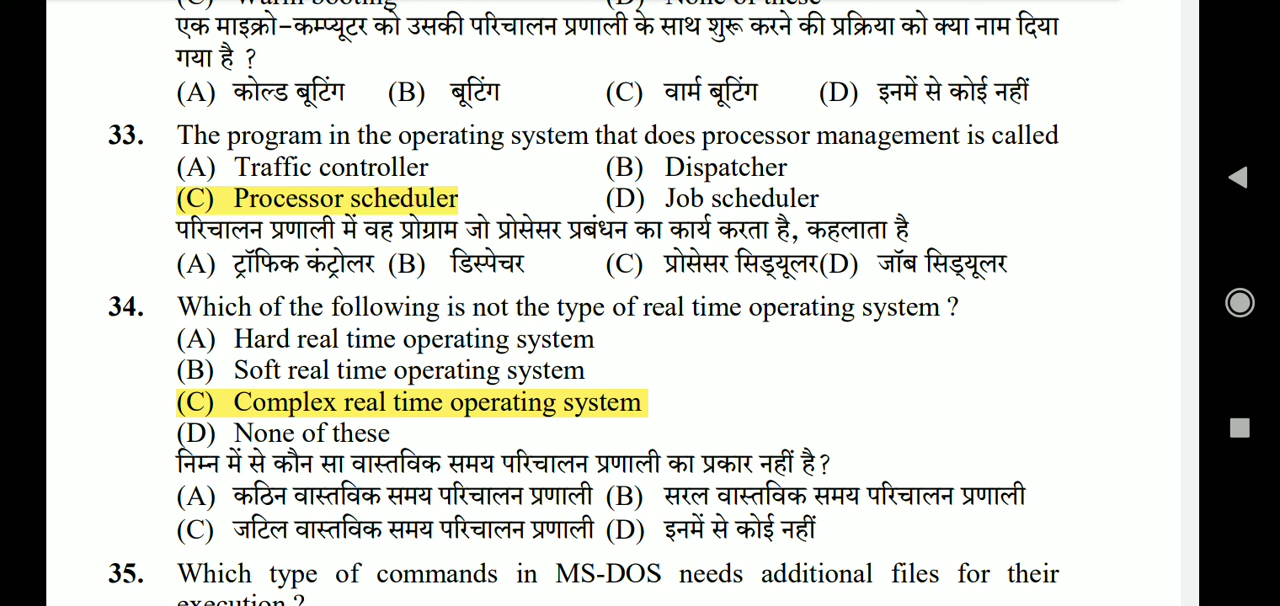 (C) Warm booting (D) None of these
एक माइक्रो-कम्प्यूटर को उसकी परिचालन प्रणाली के साथ शुरू करने की प्रक्रिया को क्या नाम दिया
गया है ?
(A) कोल्ड बूटिंग (B) बूटिंग (C) वार्म बूटिंग (D) इनमें से कोई नहीं
33. The program in the operating system that does processor management is called
(A) Traffic controller (B) Dispatcher
(C) Processor scheduler (D) Job scheduler
परिचालन प्रणाली में वह प्रोग्राम जो प्रोसेसर प्रबंधन का कार्य करता है, कहलाता है
(A) ट्रॉफिक कंट्रोलर (B) डिस्पेचर (C) प्रोसेसर सिड्यूलर(D) जॉब सिड्यूलर
34. Which of the following is not the type of real time operating system ?
(A) Hard real time operating system
(B) Soft real time operating system
(C) Complex real time operating system
(D) None of these
निम्न में से कौन सा वास्तविक समय परिचालन प्रणाली का प्रकार नहीं है?
(A) कठिन वास्तविक समय परिचालन प्रणाली (B) सरल वास्तविक समय परिचालन प्रणाली
(C) जटिल वास्तविक समय परिचालन प्रणाली (D) इनमें से कोई नहीं
35. Which type of commands in MS-DOS needs additional files for their
execution ?